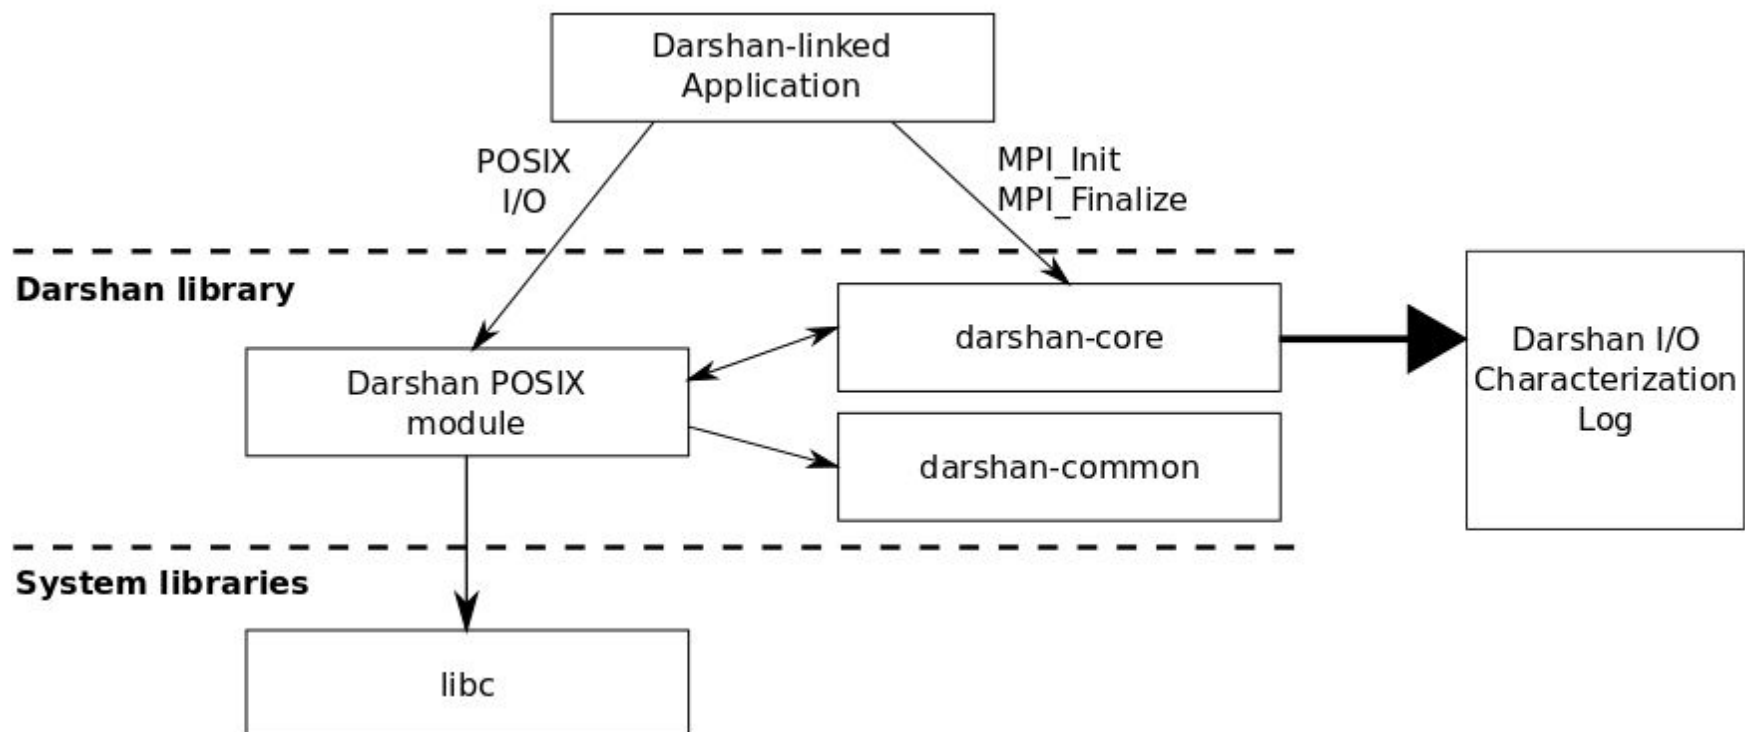 Darshan-linked
Application
POSIX
I/O
MPI_Init
MPI_Finalize
Darshan library
darshan-core
Darshan POSIX
module
darshan-common
Darshan I/O
Characterization
Log
System libraries
libc